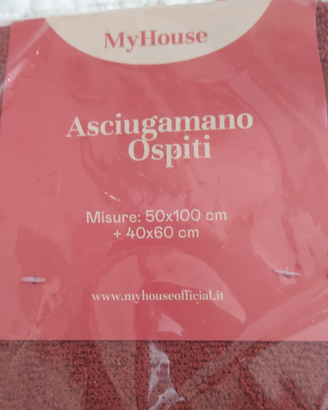 MyHouse
Asciugamano
Ospiti
Misure: 50x100 cm
+ 40x60 cm
www.myhouseofficial.it